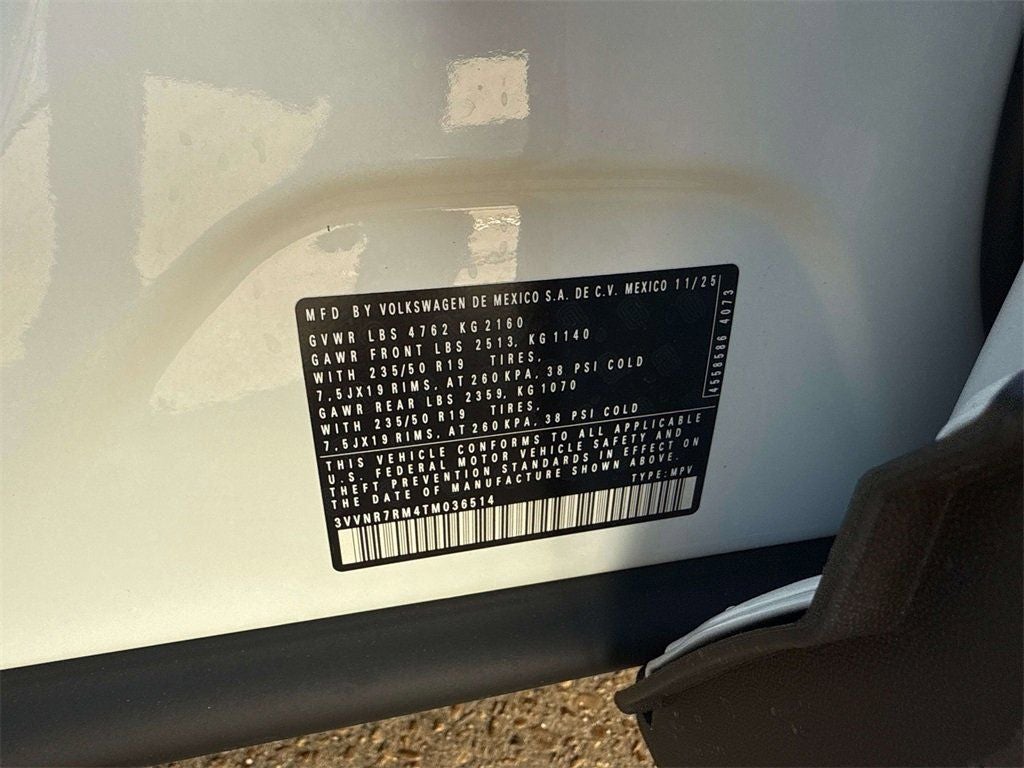 MFD BY VOLKSWAGEN DE MEXICO S.A. DE C.V. MEXICO 11/25
GVWR LBS 4762 KG 2160
GAWR FRONT LBS 2513, KG 1140
WITH 235/50 R19 TIRES,
7.5JX19 RIMS, AT 260 KPA, 38 PSI COLD
GAWR REAR LBS 2359, KG 1070
WITH 235/50 R19 TIRES,
7.5JX19 RIMS, AT 260 KPA, 38 PSI COLD
THIS VEHICLE CONFORMS TO ALL APPLICABLE
U.S. FEDERAL MOTOR VEHICLE SAFETY AND
THEFT PREVENTION STANDARDS IN EFFECT ON
THE DATE OF MANUFACTURE SHOWN ABOVE.
TYPE: MPV
3VVNR7RM4TM036514
4558586 4073